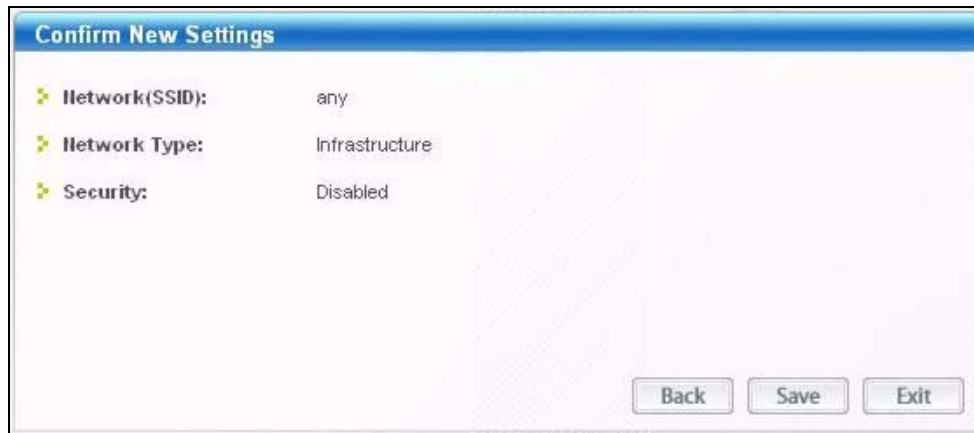 Confirm New Settings
Network(SSID): any
Network Type: Infrastructure
Security: Disabled
Back Save Exit